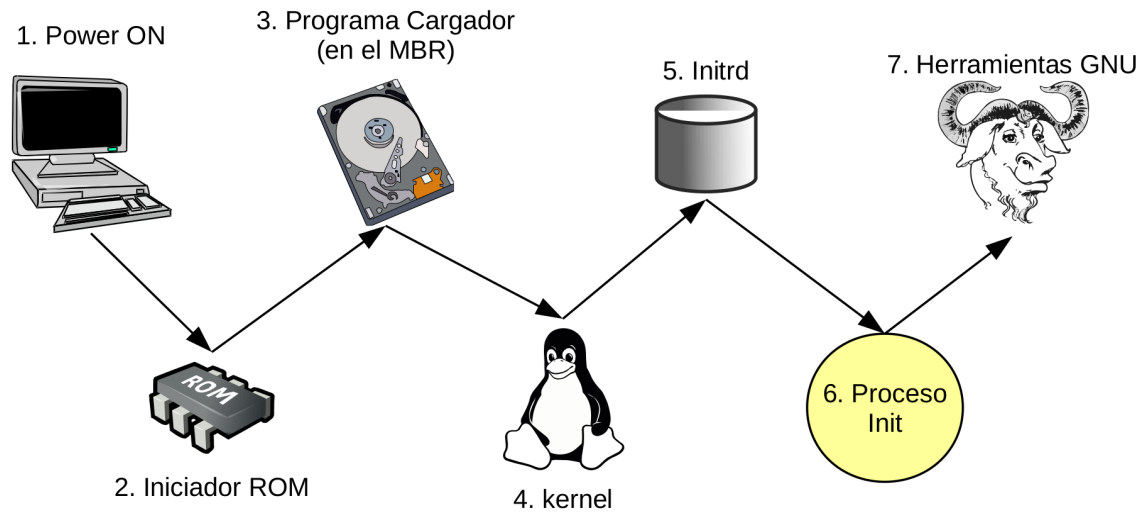 1. Power ON
2. Iniciador ROM
ROM
3. Programa Cargador
(en el MBR)
4. kernel
5. Initrd
6. Proceso
Init
7. Herramientas GNU